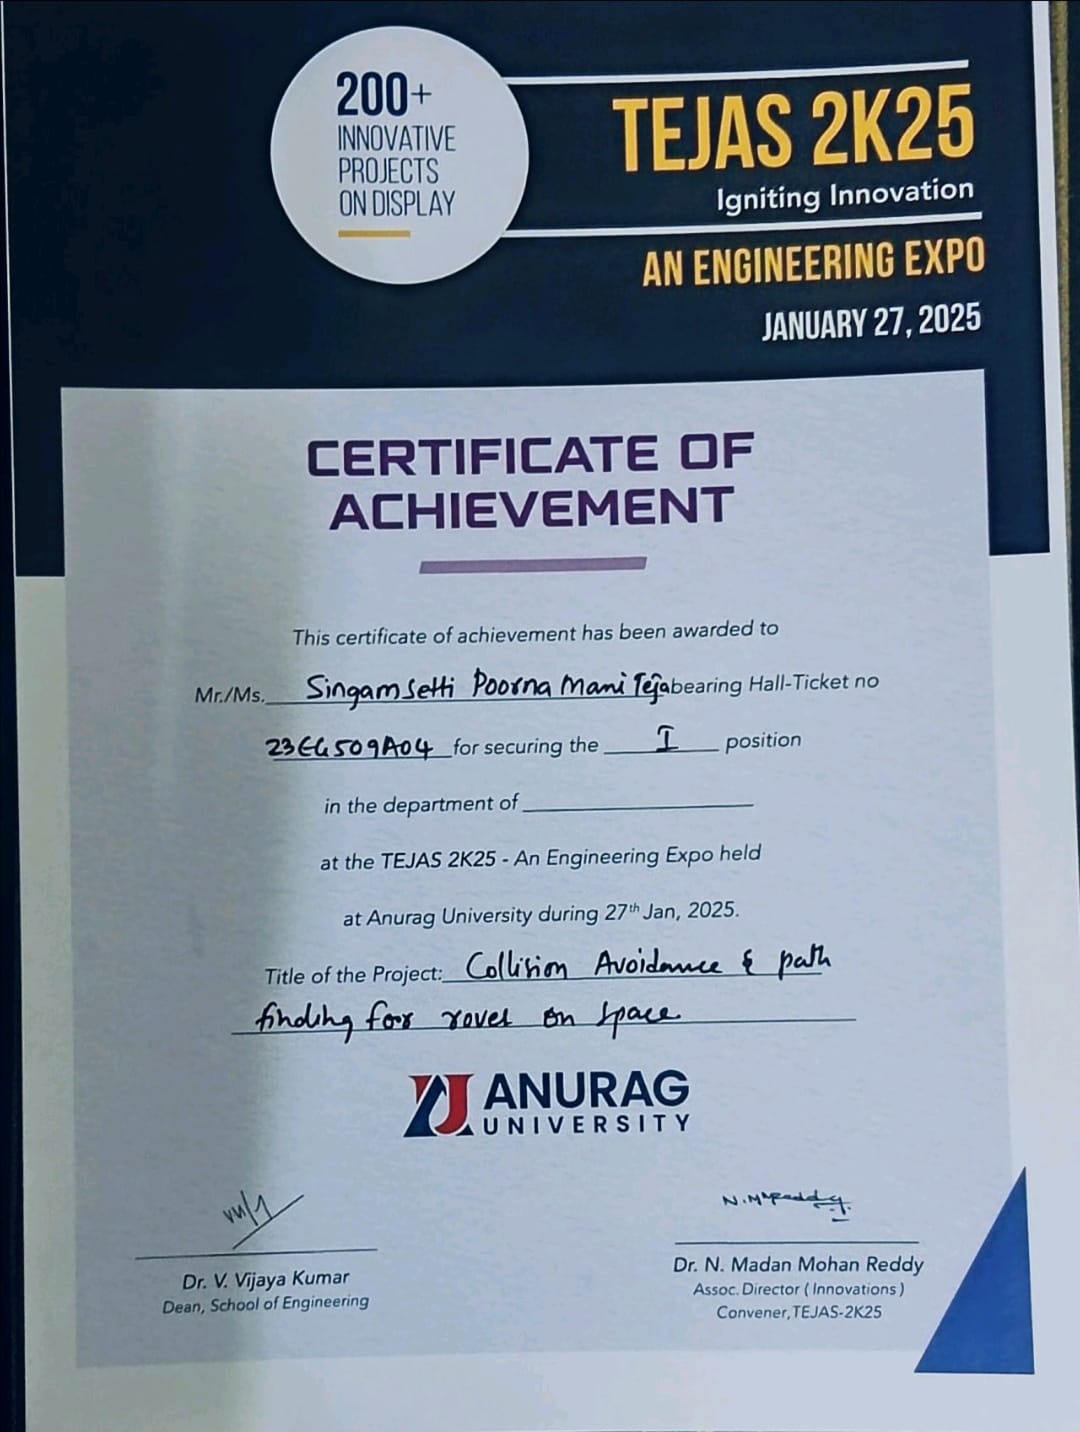 200+
INNOVATIVE
PROJECTS
ON DISPLAY
TEJAS 2K25
Igniting Innovation
AN ENGINEERING EXPO
JANUARY 27, 2025
CERTIFICATE OF
ACHIEVEMENT
This certificate of achievement has been awarded to
Mr./Ms. Singamsetti Poorna Mani Teja bearing Hall-Ticket no
23EG509A04 for securing the I position
in the department of
at the TEJAS 2K25 - An Engineering Expo held
at Anurag University during 27th Jan, 2025.
Title of the Project: Collision Avoidance & path
finding for rover on space
ANURAG
UNIVERSITY
N. M Reddy
Dr. V. Vijaya Kumar
Dean, School of Engineering
Dr. N. Madan Mohan Reddy
Assoc. Director ( Innovations )
Convener, TEJAS-2K25